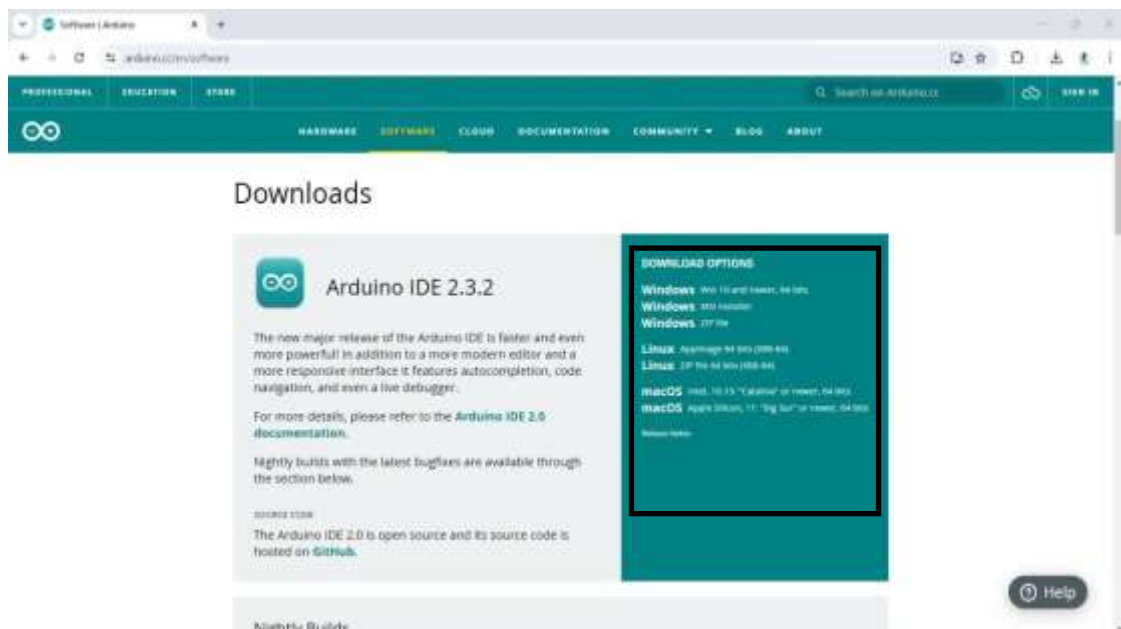 Software | Arduino
arduino.cc/en/software
PROFESSIONAL EDUCATION STORE
Search on Arduino.cc
SIGN IN
HARDWARE SOFTWARE CLOUD DOCUMENTATION COMMUNITY BLOG ABOUT
Downloads
Arduino IDE 2.3.2
The new major release of the Arduino IDE is faster and even
more powerful! In addition to a more modern editor and a
more responsive interface it features autocompletion, code
navigation, and even a live debugger.
For more details, please refer to the Arduino IDE 2.0
documentation.
Nightly builds with the latest bugfixes are available through
the section below.
SOURCE CODE
The Arduino IDE 2.0 is open source and its source code is
hosted on GitHub.
DOWNLOAD OPTIONS
Windows Win 10 and newer, 64 bits
Windows MSI installer
Windows ZIP file
Linux AppImage 64 bits (X86-64)
Linux ZIP file 64 bits (X86-64)
macOS Intel, 10.15: "Catalina" or newer, 64 bits
macOS Apple Silicon, 11: "Big Sur" or newer, 64 bits
Release Notes
Help
Nightly Builds